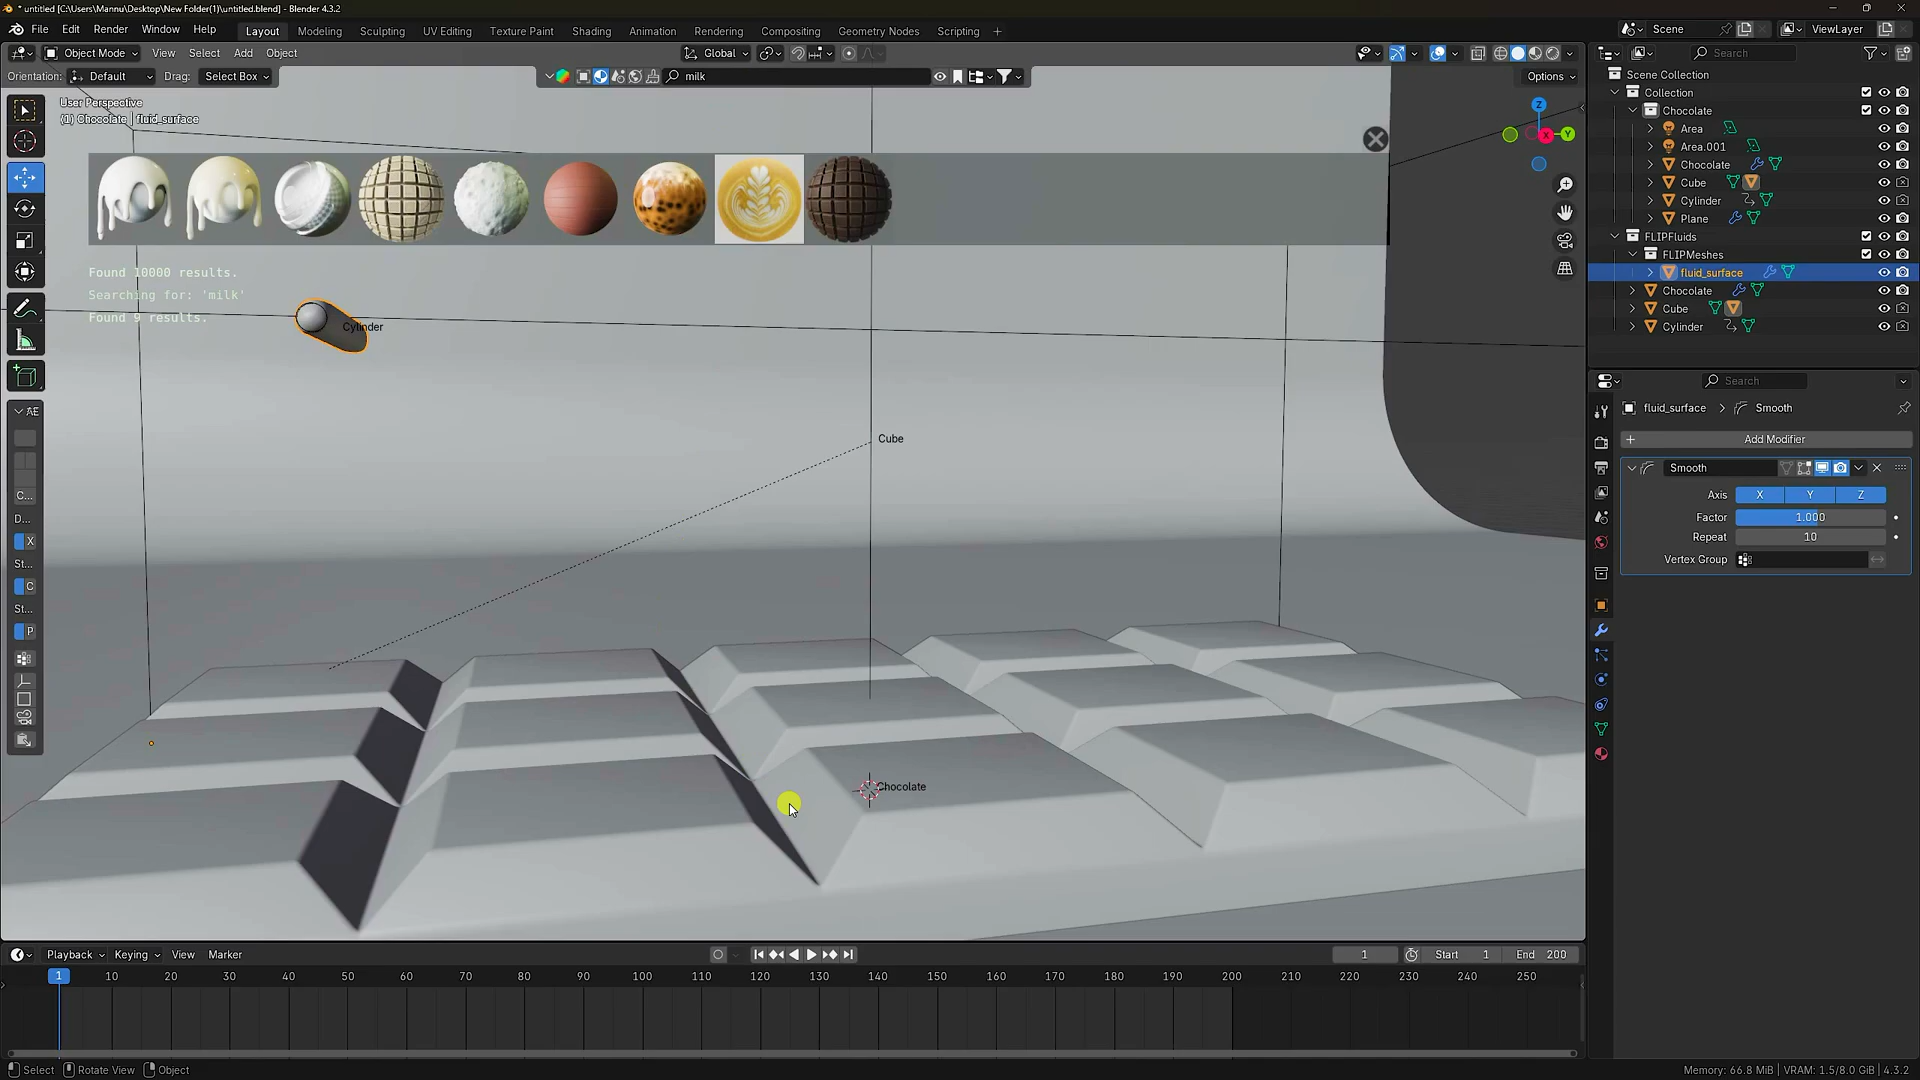 * untitled [C:\Users\Mannu\Desktop\New Folder(1)\untitled.blend] - Blender 4.3.2
File Edit Render Window Help Layout Modeling Sculpting UV Editing Texture Paint Shading Animation Rendering Compositing Geometry Nodes Scripting +
Scene ViewLayer
Object Mode View Select Add Object Global Search
Orientation: Default Drag: Select Box milk Options
Scene Collection
Collection
Chocolate
Area
Area.001
Chocolate
Cube
Cylinder
Plane
FLIPFluids
FLIPMeshes
fluid_surface
Chocolate
Cube
Cylinder
User Perspective
(1) Chocolate | fluid_surface
Z
X
Y
Found 10000 results.
Searching for: 'milk'
Found 9 results.
Cylinder
Cube
Chocolate
AE
C...
D...
X
St...
C
St...
P
Search
fluid_surface > Smooth
+ Add Modifier
Smooth
Axis X Y Z
Factor 1.000
Repeat 10
Vertex Group
Playback Keying View Marker 1 Start 1 End 200
1 10 20 30 40 50 60 70 80 90 100 110 120 130 140 150 160 170 180 190 200 210 220 230 240 250
Select Rotate View Object Memory: 66.8 MiB | VRAM: 1.5/8.0 GiB | 4.3.2